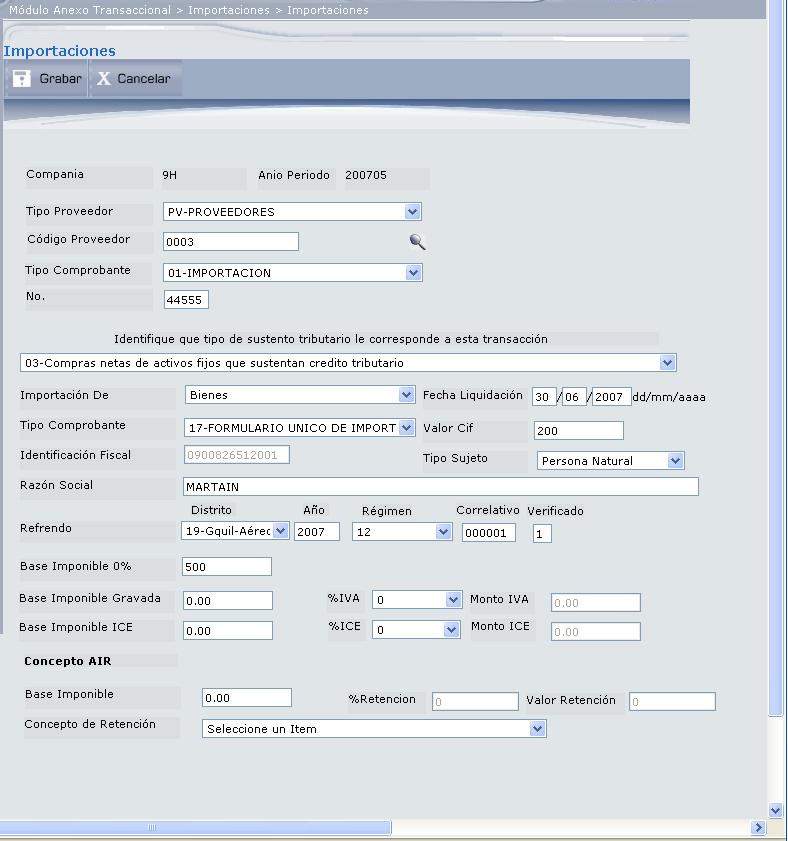 Módulo Anexo Transaccional > Importaciones > Importaciones
Importaciones
Grabar X Cancelar
Compania 9H Anio Periodo 200705
Tipo Proveedor PV-PROVEEDORES
Código Proveedor 0003
Tipo Comprobante 01-IMPORTACION
No. 44555
Identifique que tipo de sustento tributario le corresponde a esta transacción
03-Compras netas de activos fijos que sustentan credito tributario
Importación De Bienes Fecha Liquidación 30 / 06 / 2007 dd/mm/aaaa
Tipo Comprobante 17-FORMULARIO UNICO DE IMPORT Valor Cif 200
Identificación Fiscal 0900826512001 Tipo Sujeto Persona Natural
Razón Social MARTAIN
Distrito Año Régimen Correlativo Verificado
Refrendo 19-Gquil-Aérec 2007 12 000001 1
Base Imponible 0% 500
Base Imponible Gravada 0.00 %IVA 0 Monto IVA 0.00
Base Imponible ICE 0.00 %ICE 0 Monto ICE 0.00
Concepto AIR
Base Imponible 0.00 %Retencion 0 Valor Retención 0
Concepto de Retención Seleccione un Item